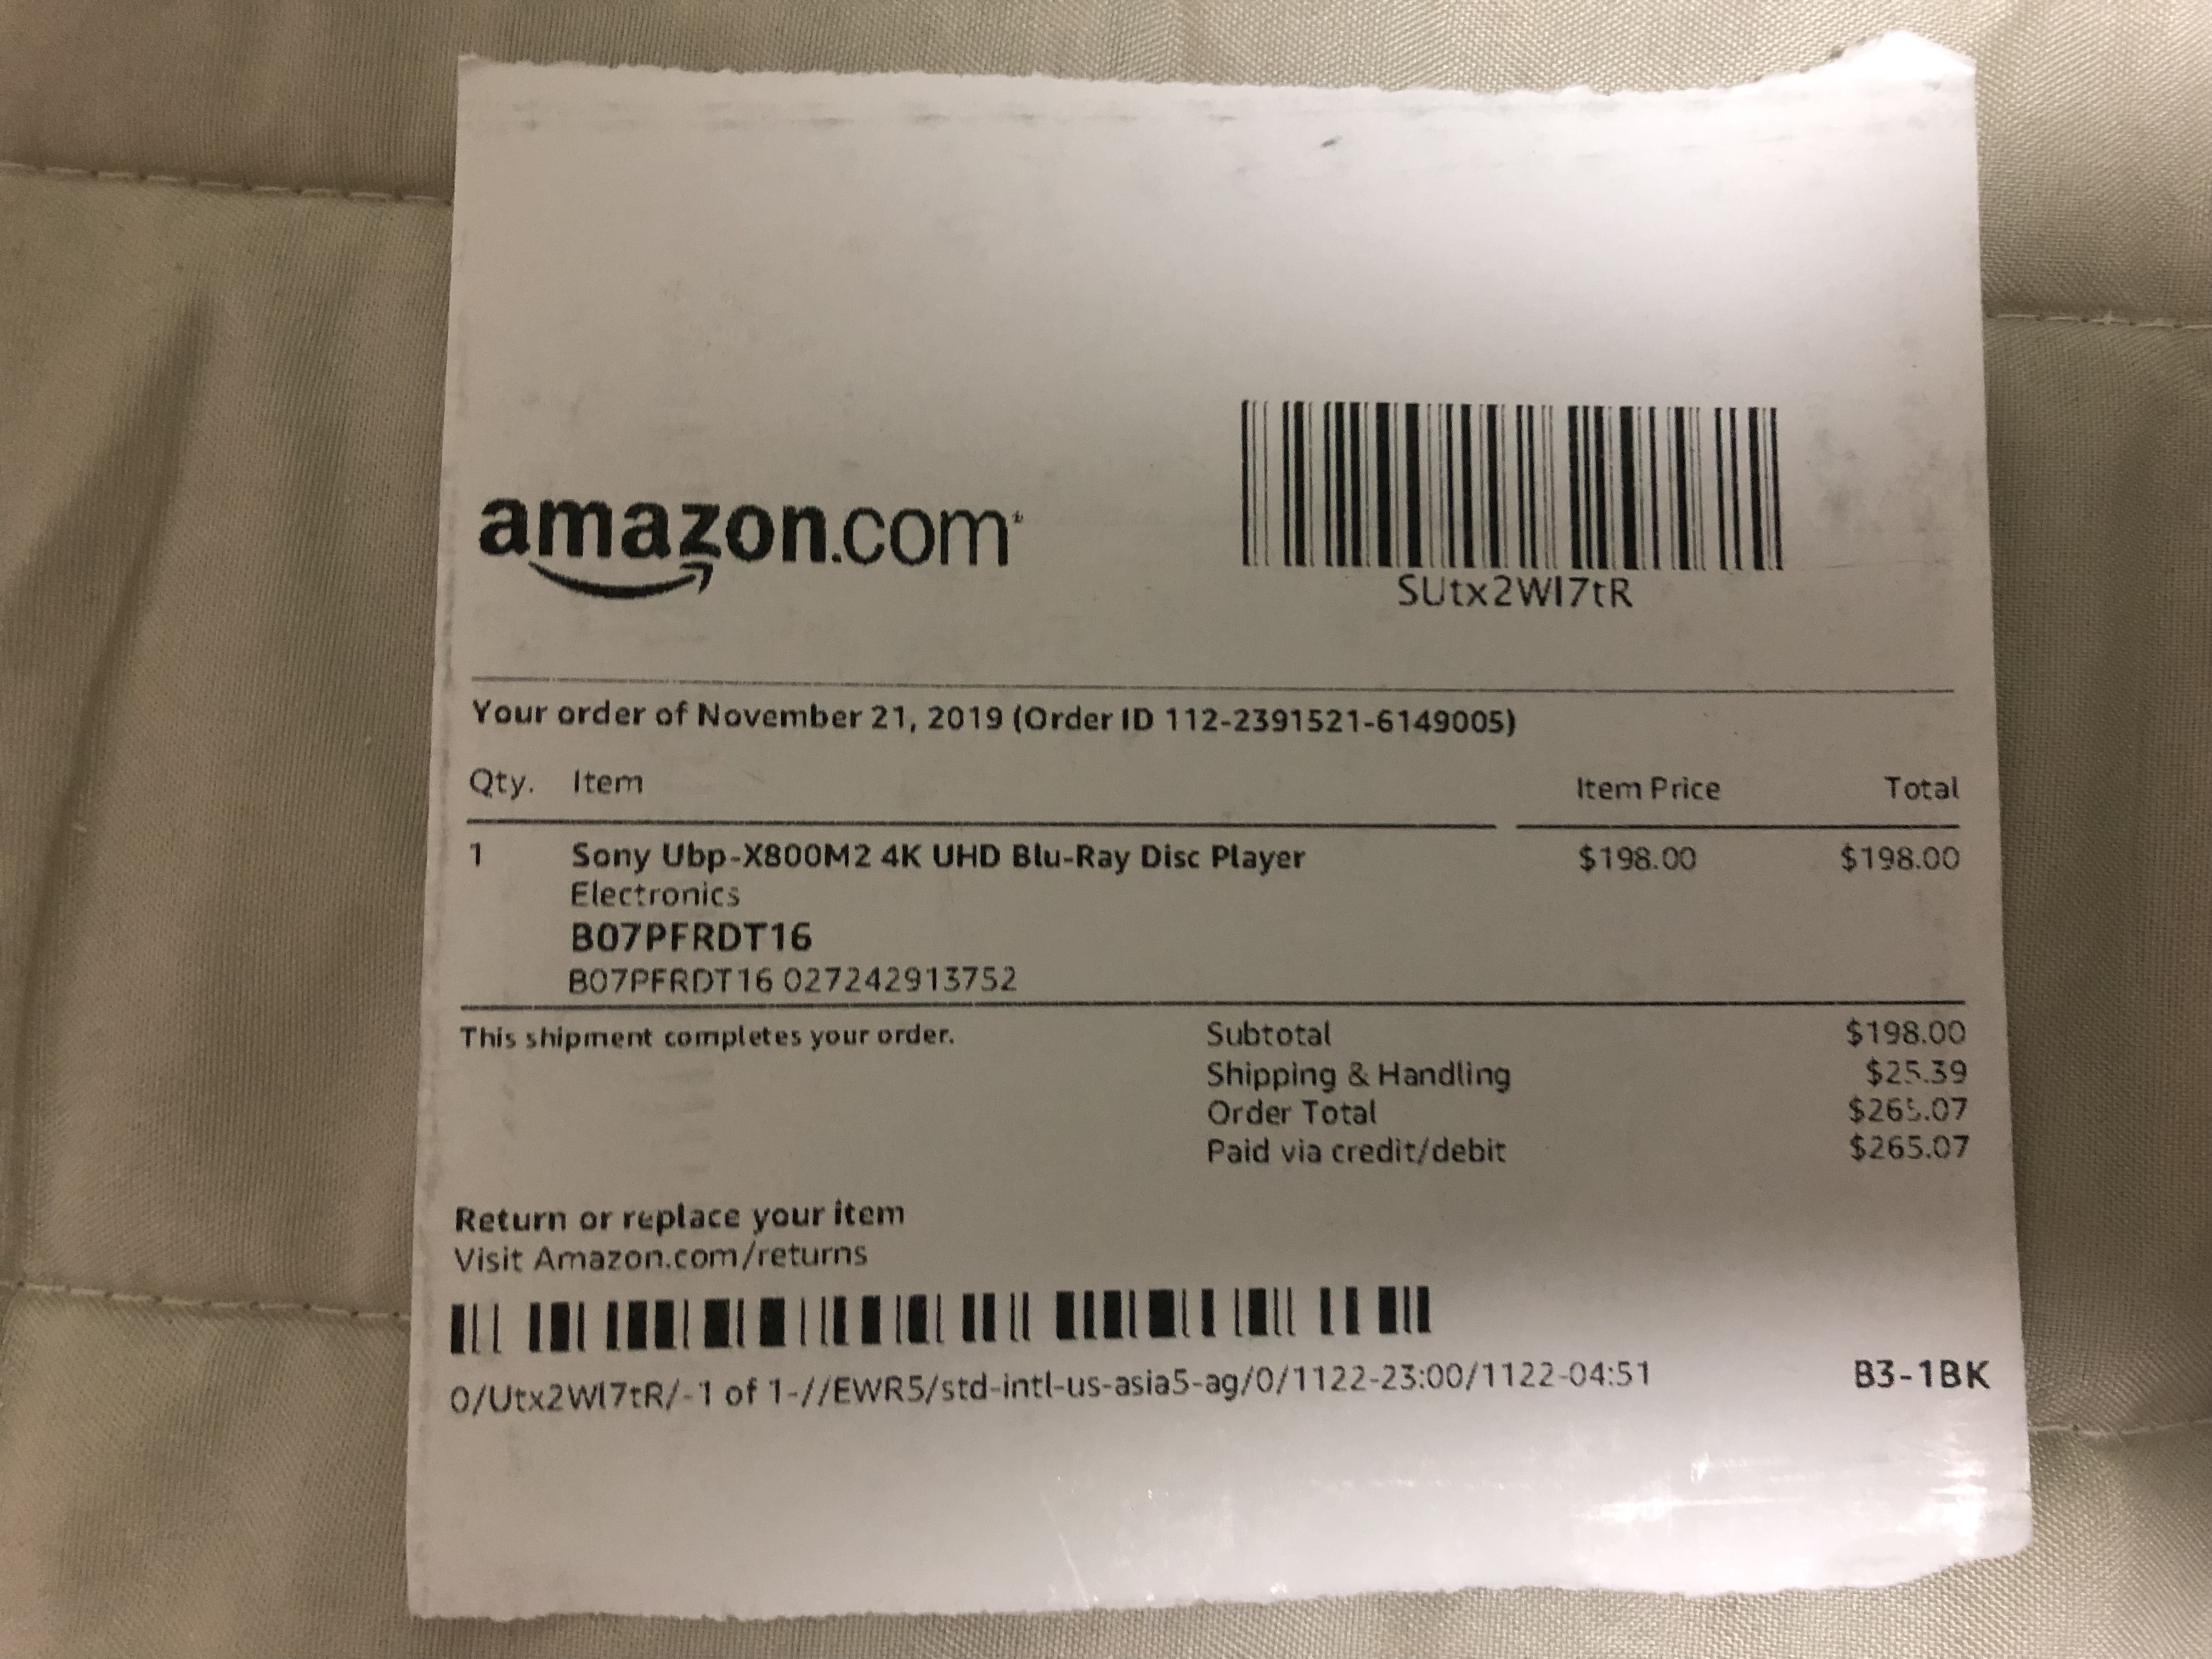 amazon.com
SUtx2Wl7tR
Your order of November 21, 2019 (Order ID 112-2391521-6149005)
Qty. Item Item Price Total
1 Sony Ubp-X800M2 4K UHD Blu-Ray Disc Player $198.00 $198.00
Electronics
B07PFRDT16
B07PFRDT16 027242913752
This shipment completes your order. Subtotal $198.00
Shipping & Handling $25.39
Order Total $265.07
Paid via credit/debit $265.07
Return or replace your item
Visit Amazon.com/returns
0/Utx2Wl7tR/-1 of 1-//EWR5/std-intl-us-asia5-ag/0/1122-23:00/1122-04:51 B3-1BK